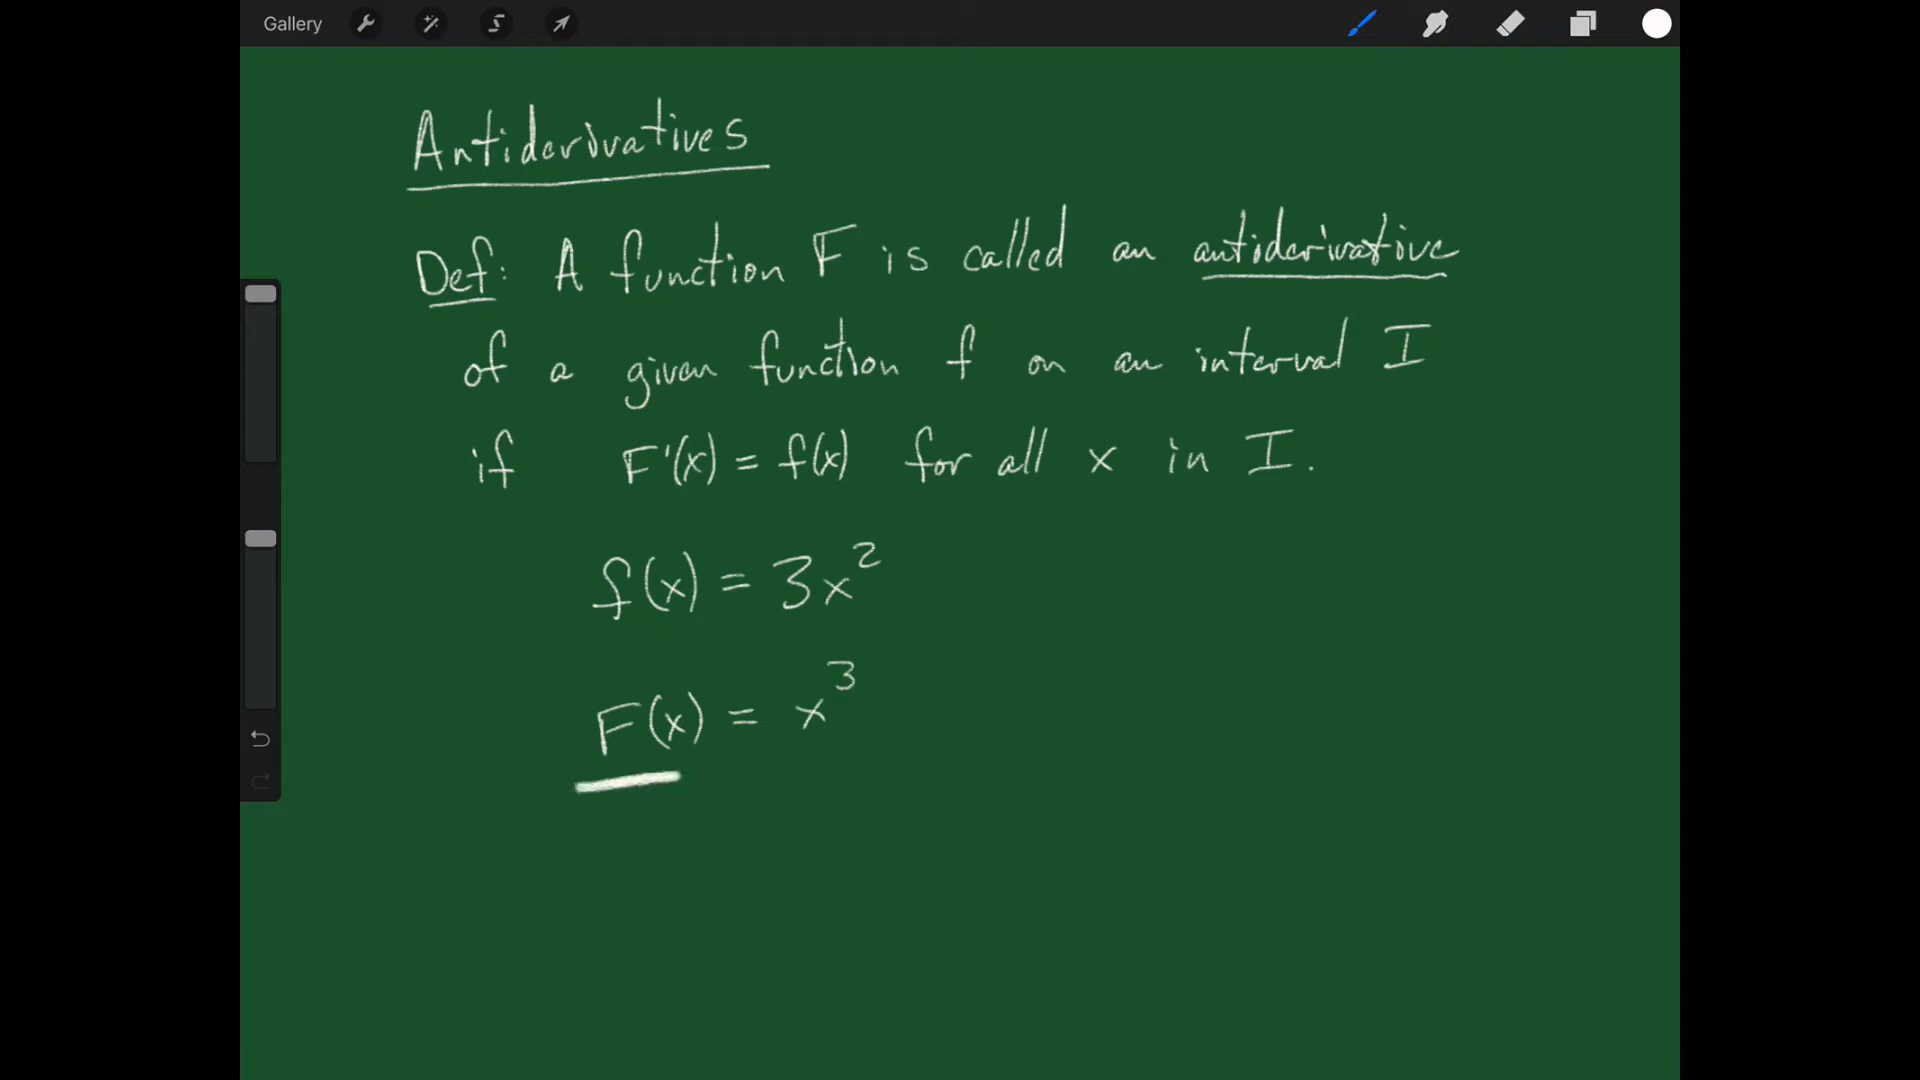 Gallery
Antiderivatives
Def: A function F is called an antiderivative
of a given function f on an interval I
if F'(x) = f(x) for all x in I.
f(x) = 3x²
F(x) = x³